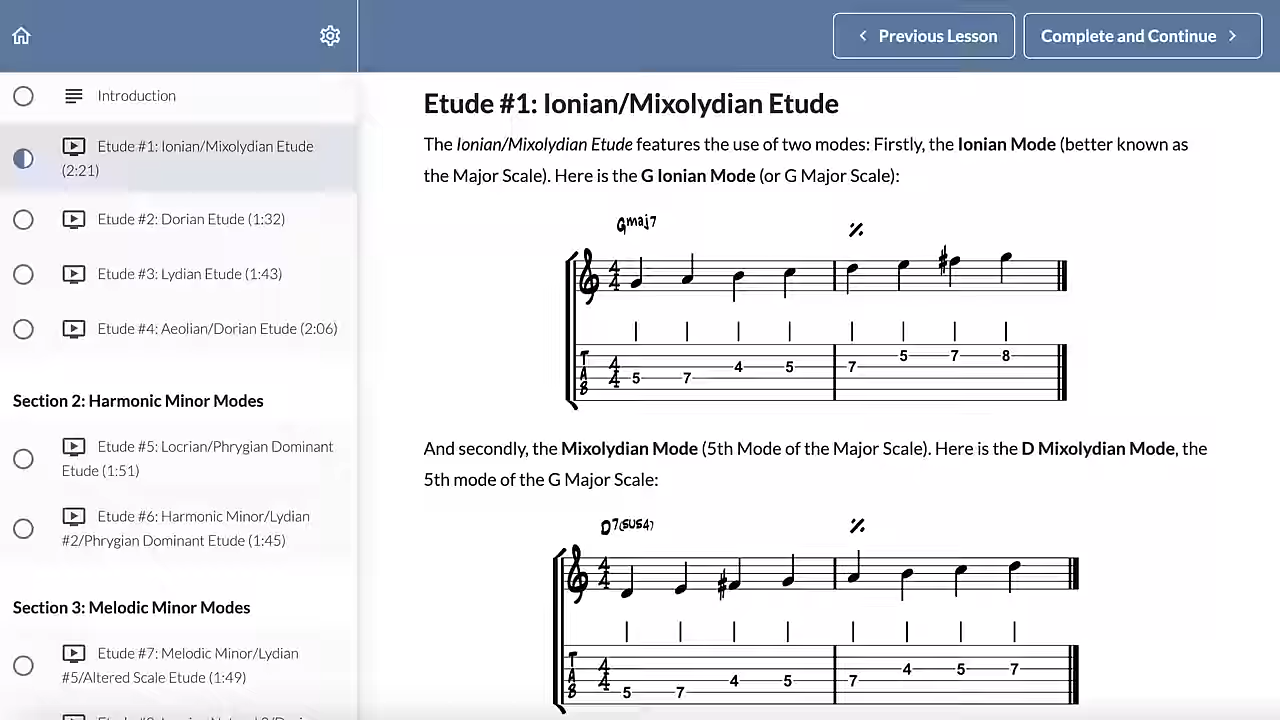 Previous Lesson
Complete and Continue
Introduction
Etude #1: Ionian/Mixolydian Etude
(2:21)
Etude #2: Dorian Etude (1:32)
Etude #3: Lydian Etude (1:43)
Etude #4: Aeolian/Dorian Etude (2:06)
Section 2: Harmonic Minor Modes
Etude #5: Locrian/Phrygian Dominant
Etude (1:51)
Etude #6: Harmonic Minor/Lydian
#2/Phrygian Dominant Etude (1:45)
Section 3: Melodic Minor Modes
Etude #7: Melodic Minor/Lydian
#5/Altered Scale Etude (1:49)
Etude #1: Ionian/Mixolydian Etude
The Ionian/Mixolydian Etude features the use of two modes: Firstly, the Ionian Mode (better known as
the Major Scale). Here is the G Ionian Mode (or G Major Scale):
Gmaj7 %
4 4
T A B 4 4 5 7 4 5 7 5 7 8
And secondly, the Mixolydian Mode (5th Mode of the Major Scale). Here is the D Mixolydian Mode, the
5th mode of the G Major Scale:
D7(sus4) %
4 4
T A B 4 4 5 7 4 5 7 4 5 7